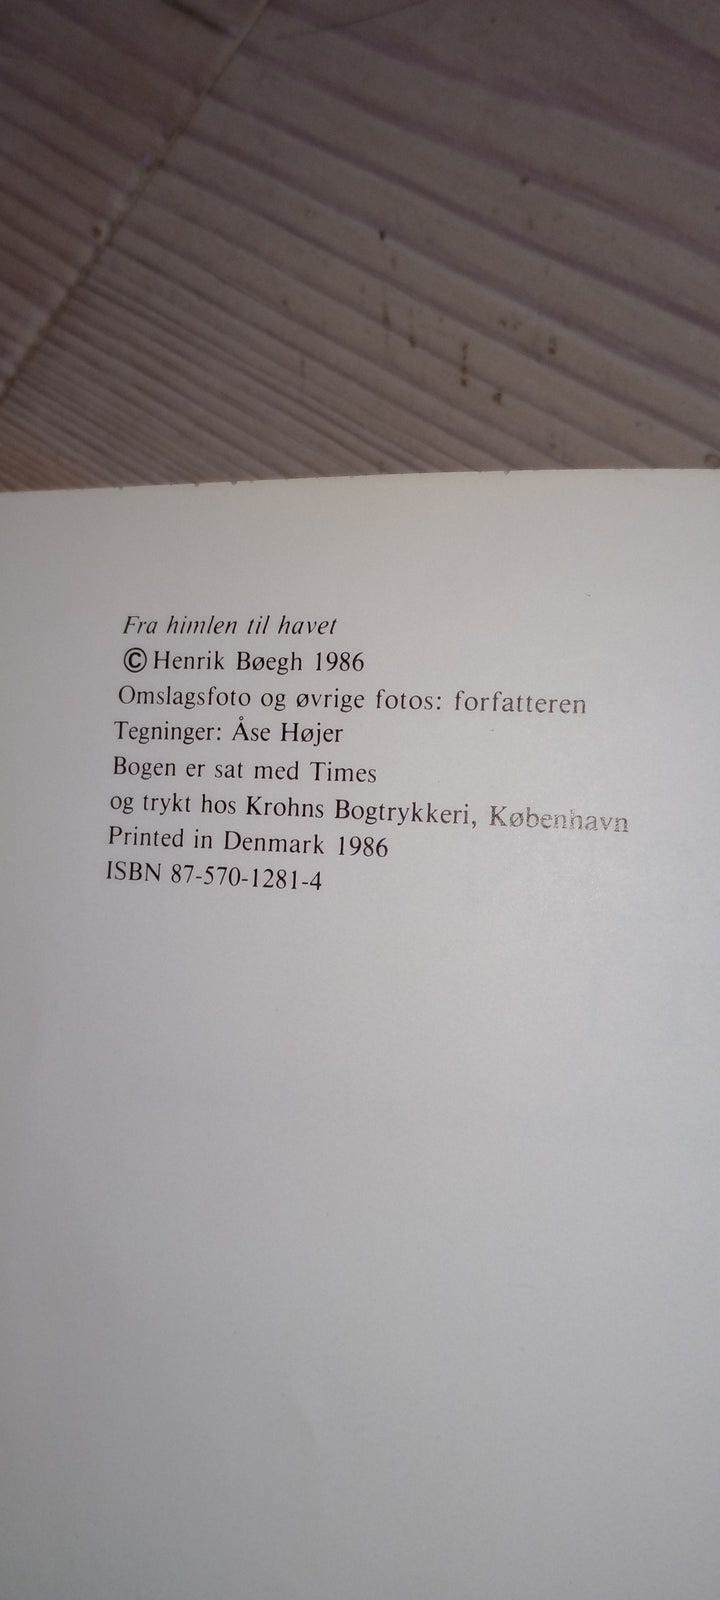 Fra himlen til havet
© Henrik Bøegh 1986
Omslagsfoto og øvrige fotos: forfatteren
Tegninger: Åse Højer
Bogen er sat med Times
og trykt hos Krohns Bogtrykkeri, København
Printed in Denmark 1986
ISBN 87-570-1281-4